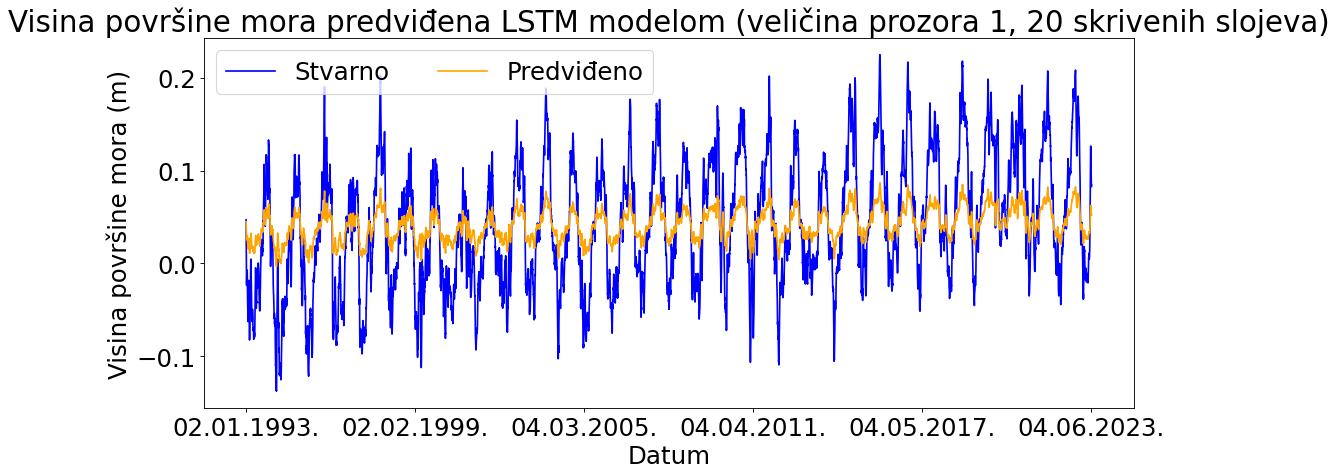 Visina površine mora predviđena LSTM modelom (veličina prozora 1, 20 skrivenih slojeva)
Stvarno
Predviđeno
Visina površine mora (m)
0.2
0.1
0.0
−0.1
02.01.1993.
02.02.1999.
04.03.2005.
04.04.2011.
04.05.2017.
04.06.2023.
Datum